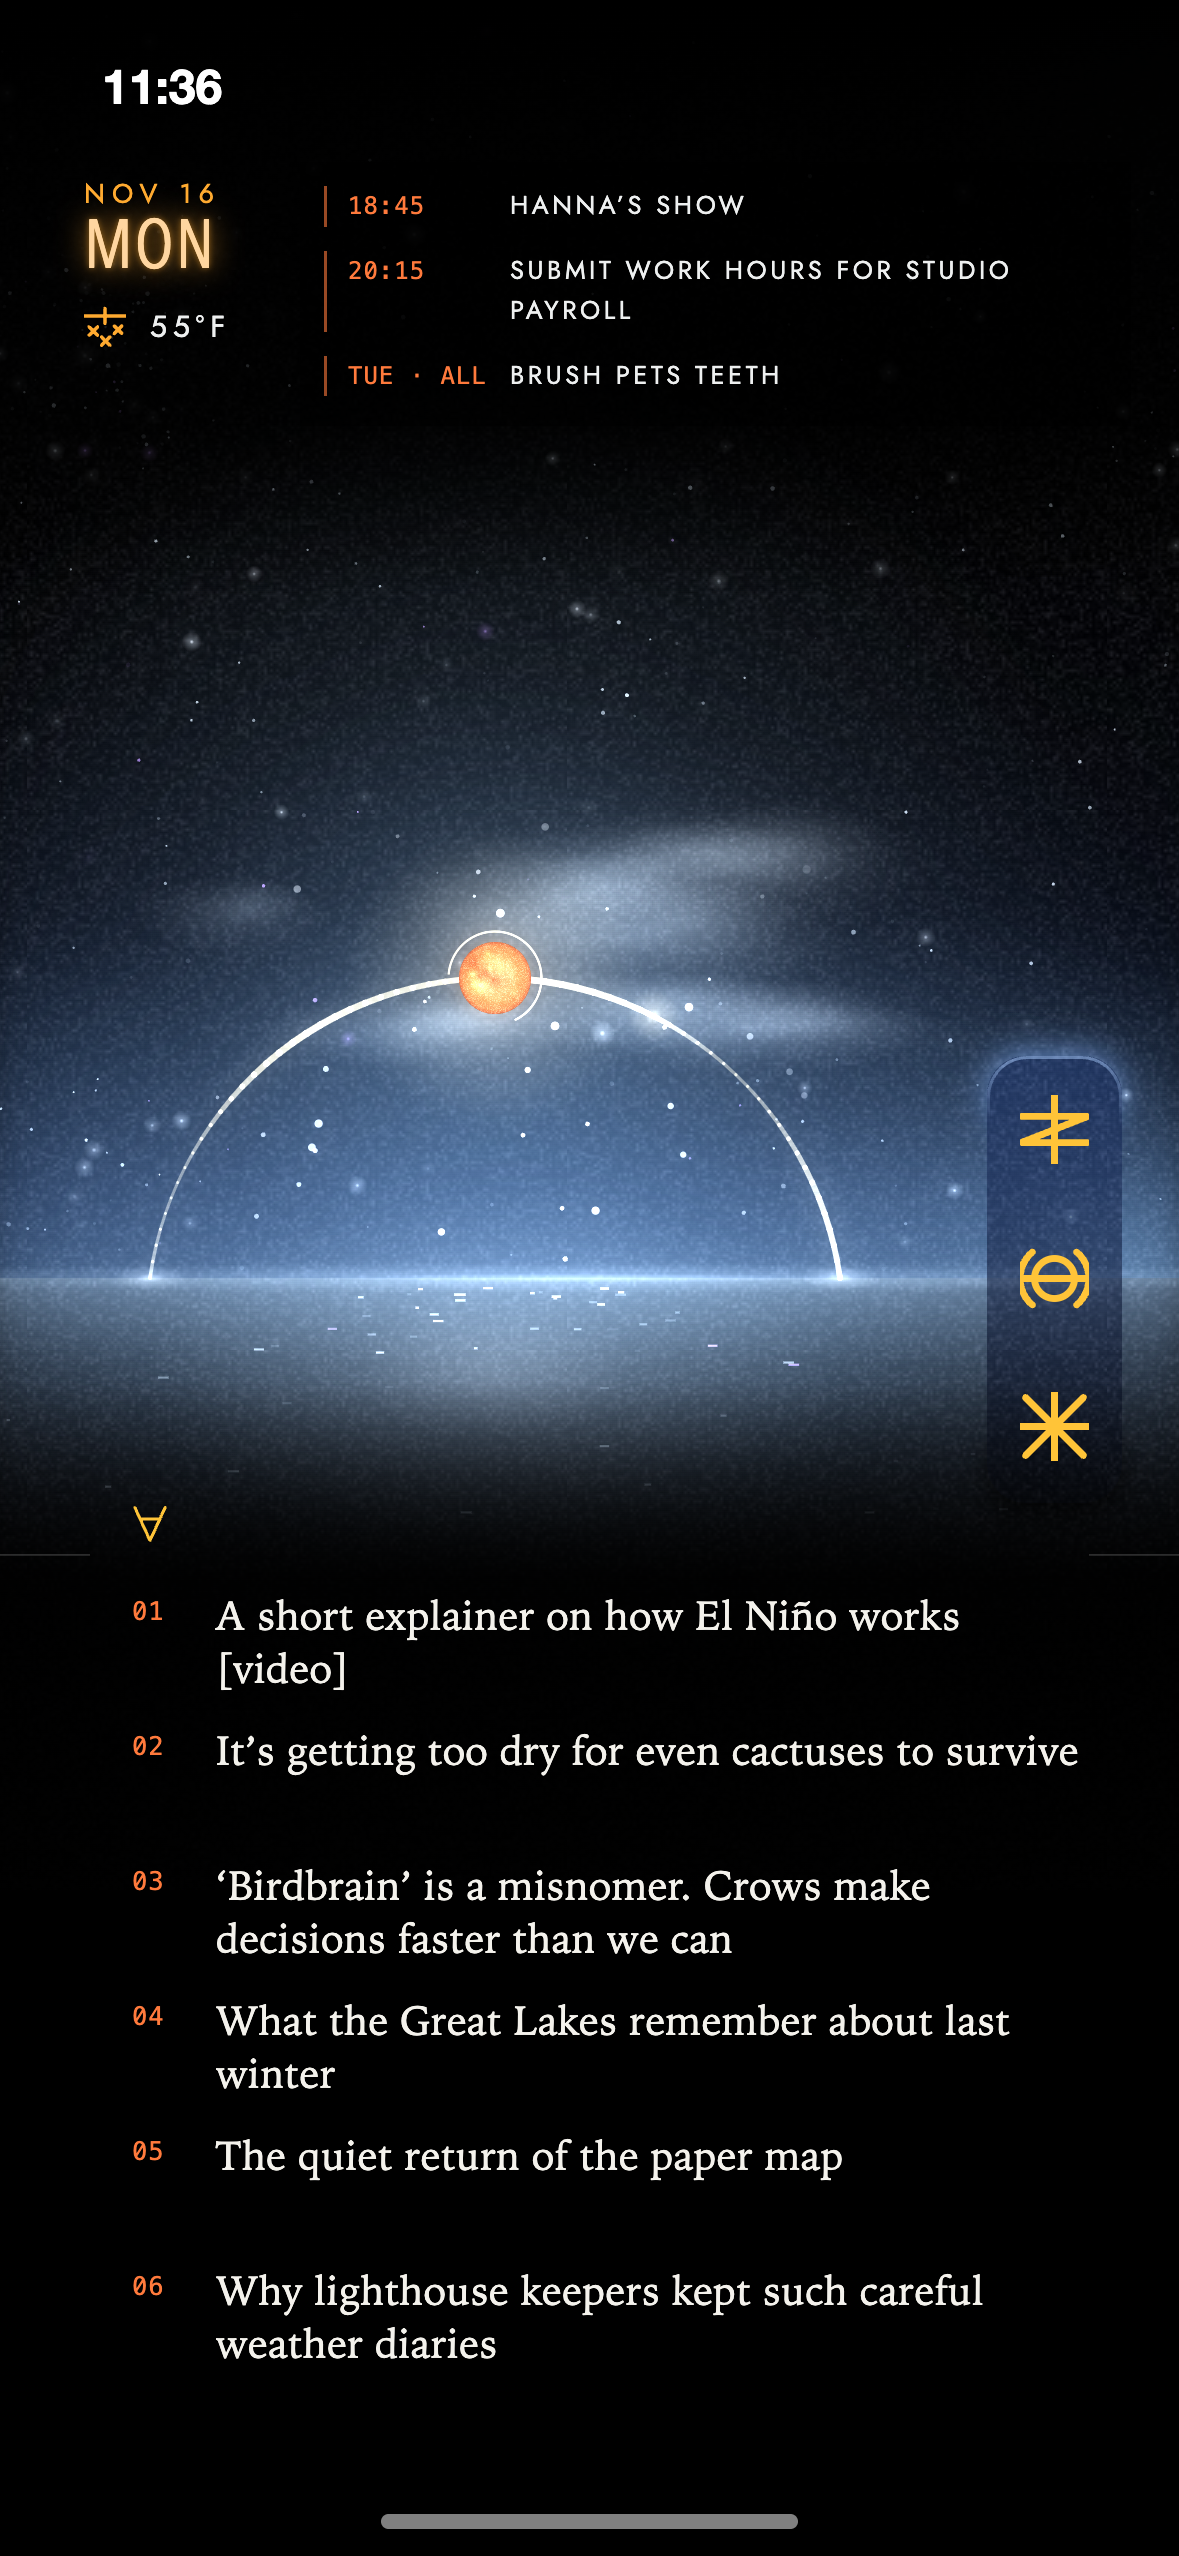 11:36
NOV 16
MON
55°F
18:45 HANNA’S SHOW
20:15 SUBMIT WORK HOURS FOR STUDIO
PAYROLL
TUE · ALL BRUSH PETS TEETH
01 A short explainer on how El Niño works
[video]
02 It’s getting too dry for even cactuses to survive
03 ‘Birdbrain’ is a misnomer. Crows make
decisions faster than we can
04 What the Great Lakes remember about last
winter
05 The quiet return of the paper map
06 Why lighthouse keepers kept such careful
weather diaries